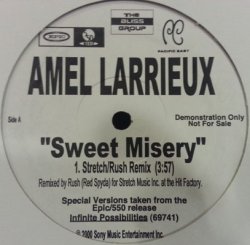 EPIC
THE
BLISS
GROUP
PACIFIC EAST
AMEL LARRIEUX
Side A
Demonstration Only
Not For Sale
"Sweet Misery"
1. Stretch/Rush Remix (3:57)
Remixed by Rush (Red Spyda) for Stretch Music Inc. at the Hit Factory.
Special Versions taken from the
Epic/550 release
Infinite Possibilities (69741)
© 2000 Sony Music Entertainment Inc.